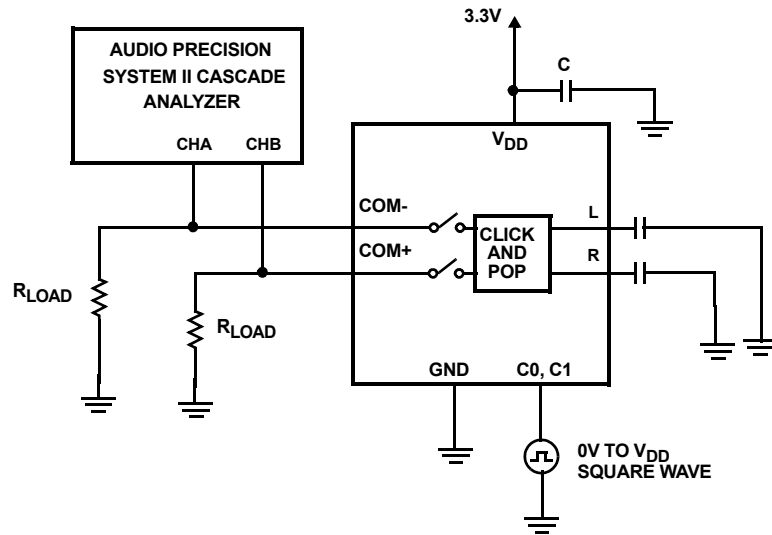 3.3V
C
AUDIO PRECISION
SYSTEM II CASCADE
ANALYZER
CHA CHB
VDD
COM-
COM+
CLICK
AND
POP
L
R
RLOAD
RLOAD
GND
C0, C1
0V TO VDD
SQUARE WAVE